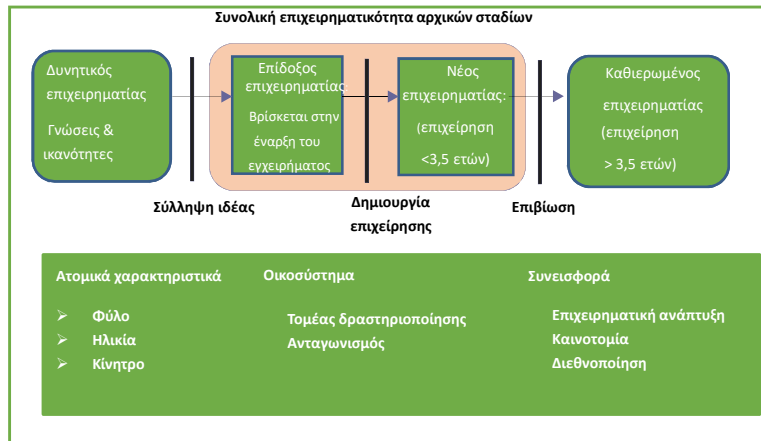 Συνολική επιχειρηματικότητα αρχικών σταδίων
Δυνητικός
επιχειρηματίας
Γνώσεις &
ικανότητες
Επίδοξος
επιχειρηματίας
Βρίσκεται στην
έναρξη του
εγχειρήματος
Νέος
επιχειρηματίας:
(επιχείρηση
<3,5 ετών)
Καθιερωμένος
επιχειρηματίας
(επιχείρηση
> 3,5 ετών)
Σύλληψη ιδέας
Δημιουργία
επιχείρησης
Επιβίωση
Ατομικά χαρακτηριστικά
➢ Φύλο
➢ Ηλικία
➢ Κίνητρο
Οικοσύστημα
Τομέας δραστηριοποίησης
Ανταγωνισμός
Συνεισφορά
Επιχειρηματική ανάπτυξη
Καινοτομία
Διεθνοποίηση